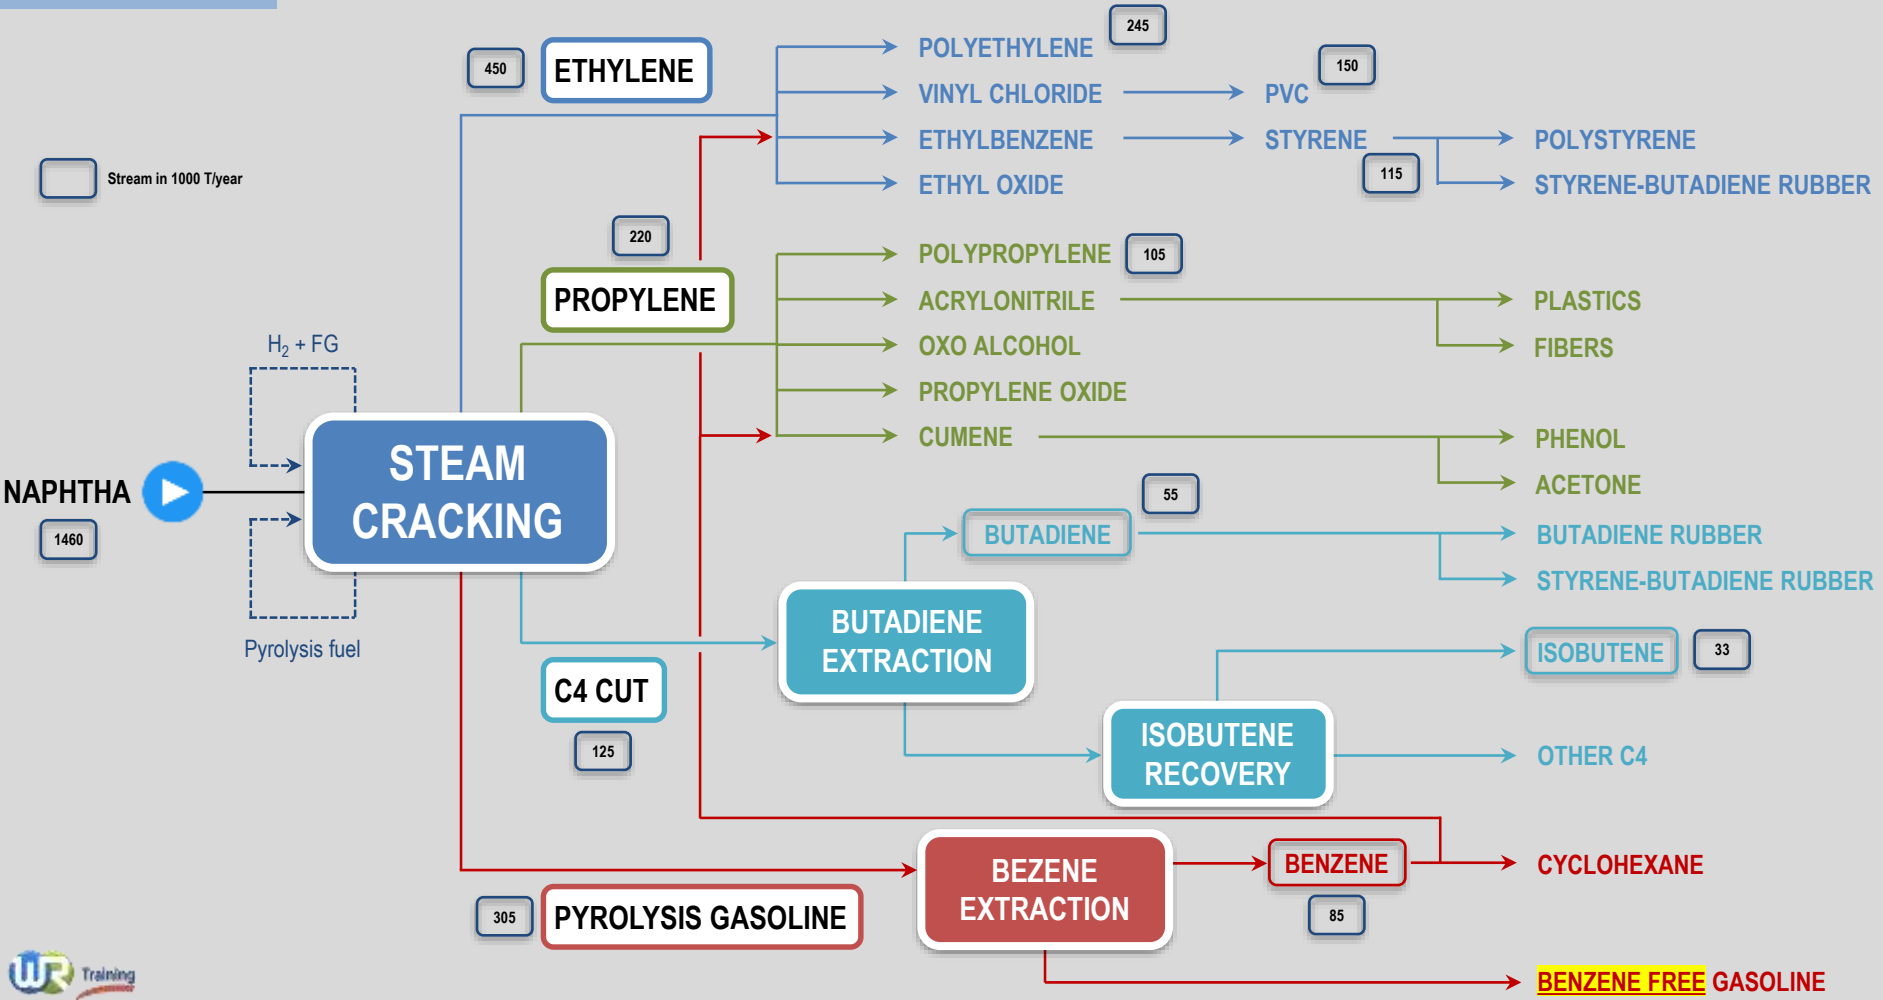 245
450
ETHYLENE
POLYETHYLENE
150
VINYL CHLORIDE
PVC
ETHYLBENZENE
STYRENE
POLYSTYRENE
115
Stream in 1000 T/year
ETHYL OXIDE
STYRENE-BUTADIENE RUBBER
220
POLYPROPYLENE
105
PROPYLENE
ACRYLONITRILE
PLASTICS
H2 + FG
OXO ALCOHOL
FIBERS
PROPYLENE OXIDE
CUMENE
PHENOL
STEAM
CRACKING
ACETONE
NAPHTHA
1460
55
BUTADIENE
BUTADIENE RUBBER
STYRENE-BUTADIENE RUBBER
Pyrolysis fuel
BUTADIENE
EXTRACTION
ISOBUTENE
33
C4 CUT
125
ISOBUTENE
RECOVERY
OTHER C4
BEZENE
EXTRACTION
BENZENE
CYCLOHEXANE
85
305
PYROLYSIS GASOLINE
BENZENE FREE GASOLINE
WR Training